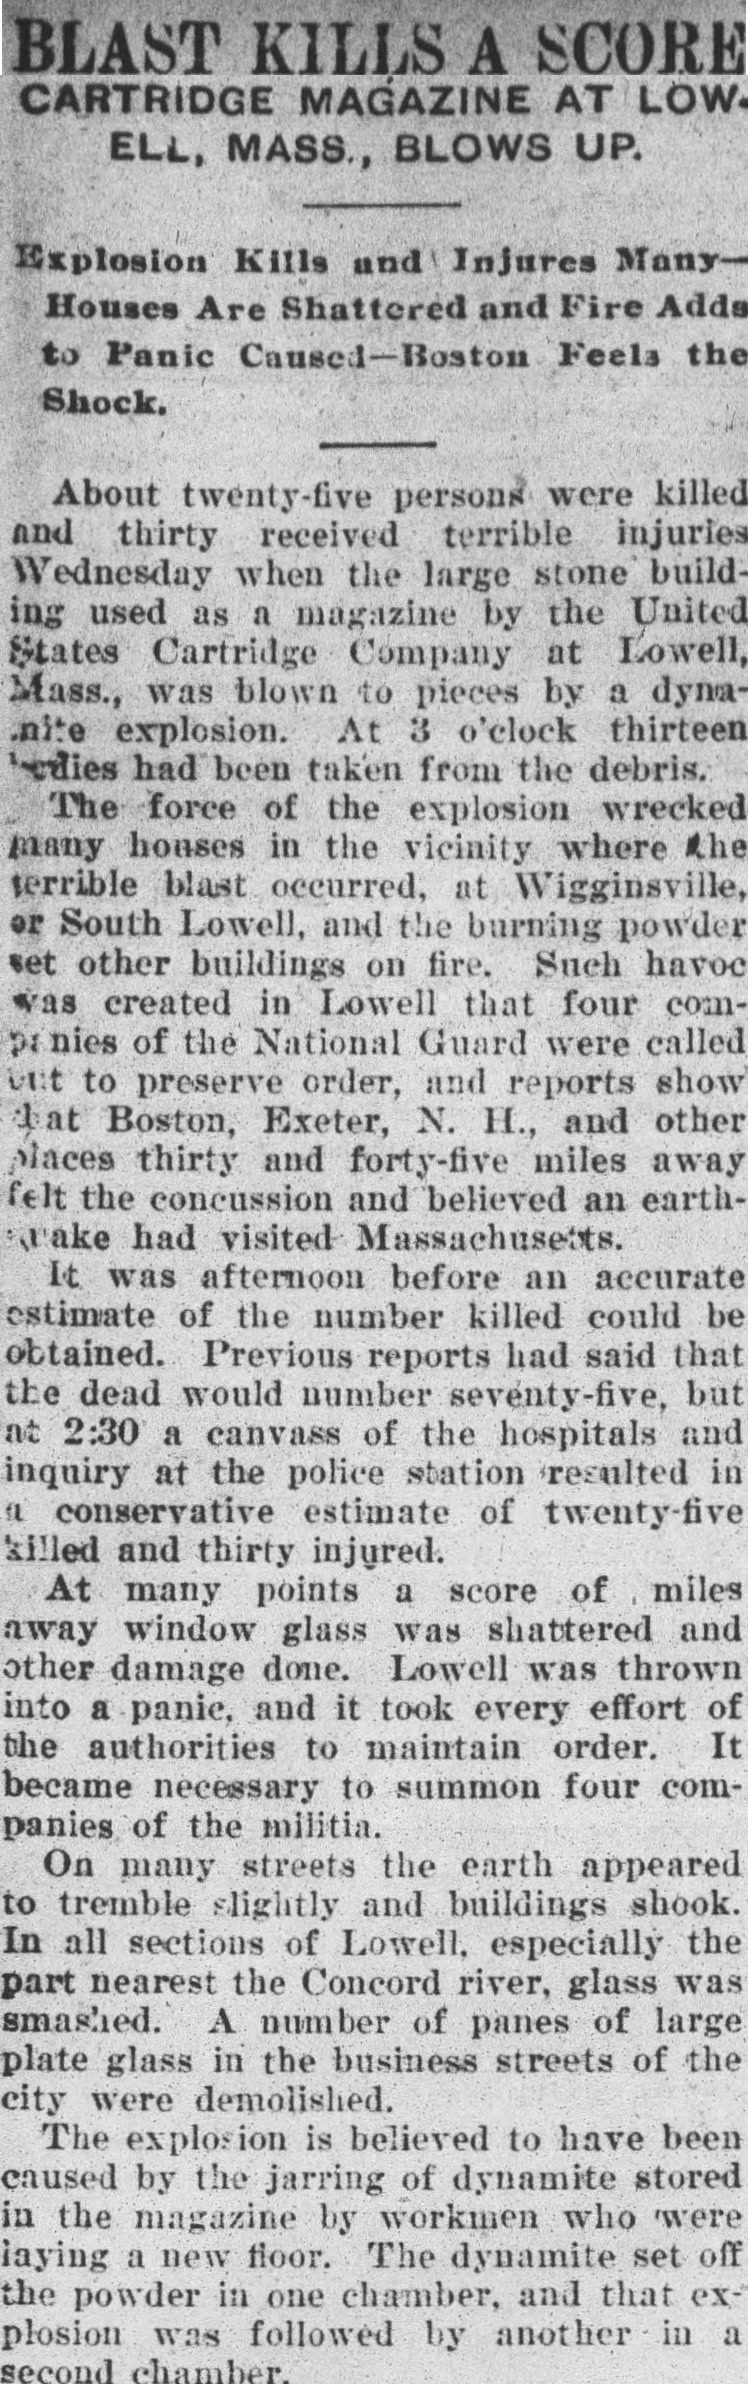 BLAST KILLS A SCORE
CARTRIDGE MAGAZINE AT LOW-
ELL, MASS., BLOWS UP.
Explosion Kills and Injures Many—
Houses Are Shattered and Fire Adds
to Panic Caused—Boston Feels the
Shock.
About twenty-five persons were killed
and thirty received terrible injuries
Wednesday when the large stone build-
ing used as a magazine by the United
States Cartridge Company at Lowell,
Mass., was blown to pieces by a dyna-
mite explosion. At 3 o'clock thirteen
bodies had been taken from the debris.
The force of the explosion wrecked
many houses in the vicinity where the
terrible blast occurred, at Wigginsville,
or South Lowell, and the burning powder
set other buildings on fire. Such havoc
was created in Lowell that four com-
panies of the National Guard were called
out to preserve order, and reports show
that Boston, Exeter, N. H., and other
places thirty and forty-five miles away
felt the concussion and believed an earth-
quake had visited Massachusetts.
It was afternoon before an accurate
estimate of the number killed could be
obtained. Previous reports had said that
the dead would number seventy-five, but
at 2:30 a canvass of the hospitals and
inquiry at the police station resulted in
a conservative estimate of twenty-five
killed and thirty injured.
At many points a score of miles
away window glass was shattered and
other damage done. Lowell was thrown
into a panic, and it took every effort of
the authorities to maintain order. It
became necessary to summon four com-
panies of the militia.
On many streets the earth appeared
to tremble slightly and buildings shook.
In all sections of Lowell, especially the
part nearest the Concord river, glass was
smashed. A number of panes of large
plate glass in the business streets of the
city were demolished.
The explosion is believed to have been
caused by the jarring of dynamite stored
in the magazine by workmen who were
laying a new floor. The dynamite set off
the powder in one chamber, and that ex-
plosion was followed by another in a
second chamber.